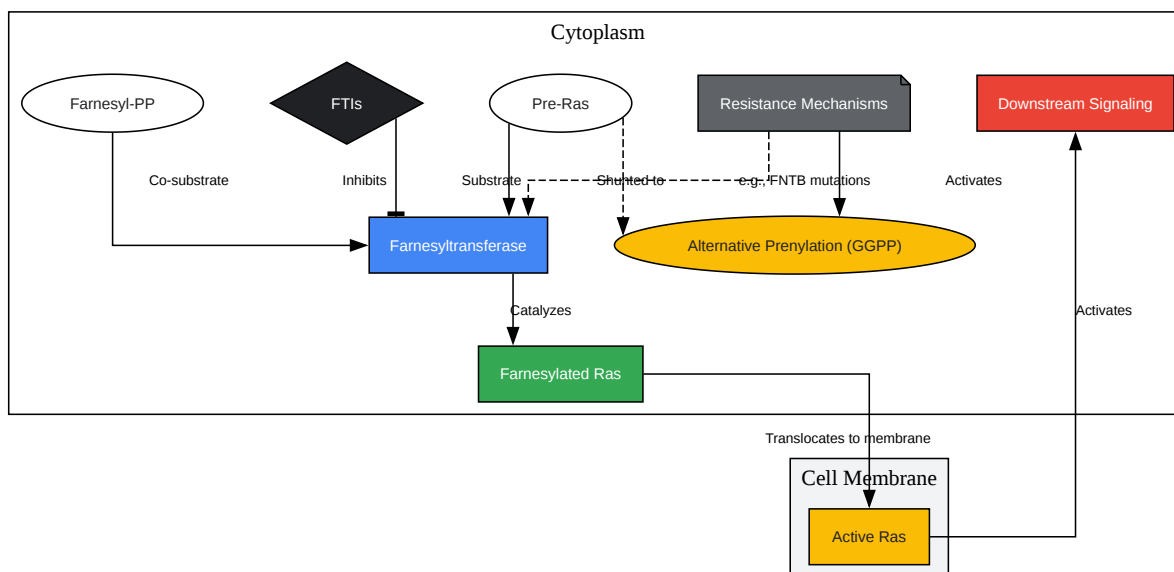 Cytoplasm
Farnesyl-PP
FTIs
Pre-Ras
Resistance Mechanisms
Downstream Signaling
Co-substrate
Inhibits
Substrate
Shunted to
e.g., FNTB mutations
Activates
Farnesyltransferase
Alternative Prenylation (GGPP)
Catalyzes
Activates
Farnesylated Ras
Translocates to membrane
Cell Membrane
Active Ras